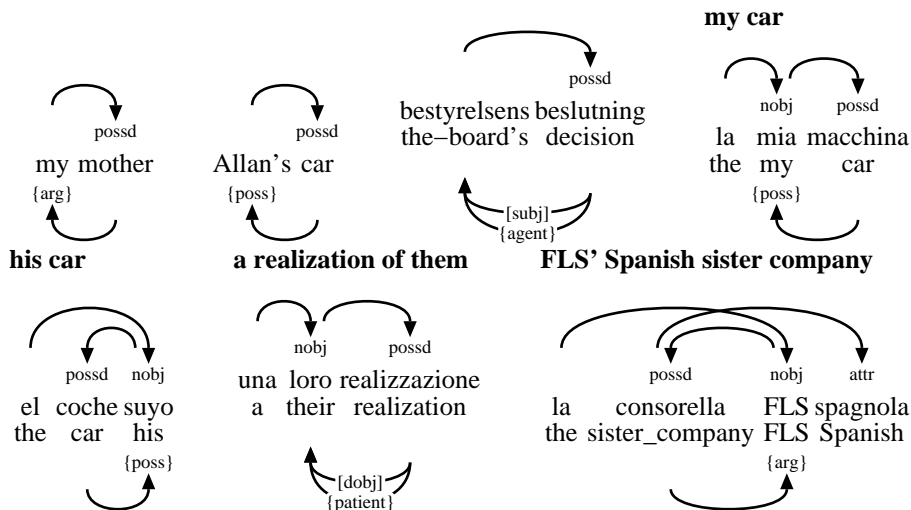 my car
possd
possd
possd
nobj possd
my mother
{arg}
Allan's car
{poss}
bestyrelsens beslutning
the−board's decision
[subj]
{agent}
la mia macchina
the my car
{poss}
his car
a realization of them
FLS' Spanish sister company
possd nobj
nobj possd
possd nobj attr
el coche suyo
the car his
{poss}
una loro realizzazione
a their realization
[dobj]
{patient}
la consorella FLS spagnola
the sister_company FLS Spanish
{arg}